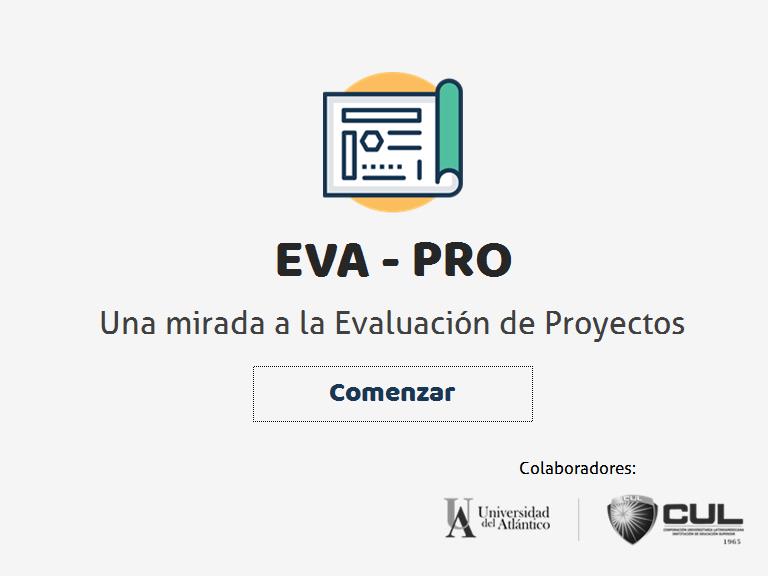 EVA - PRO
Una mirada a la Evaluación de Proyectos
Comenzar
Colaboradores:
Universidad
del Atlántico
CUL
CUL
CORPORACIÓN UNIVERSITARIA LATINOAMERICANA
INSTITUCIÓN DE EDUCACIÓN SUPERIOR
1965